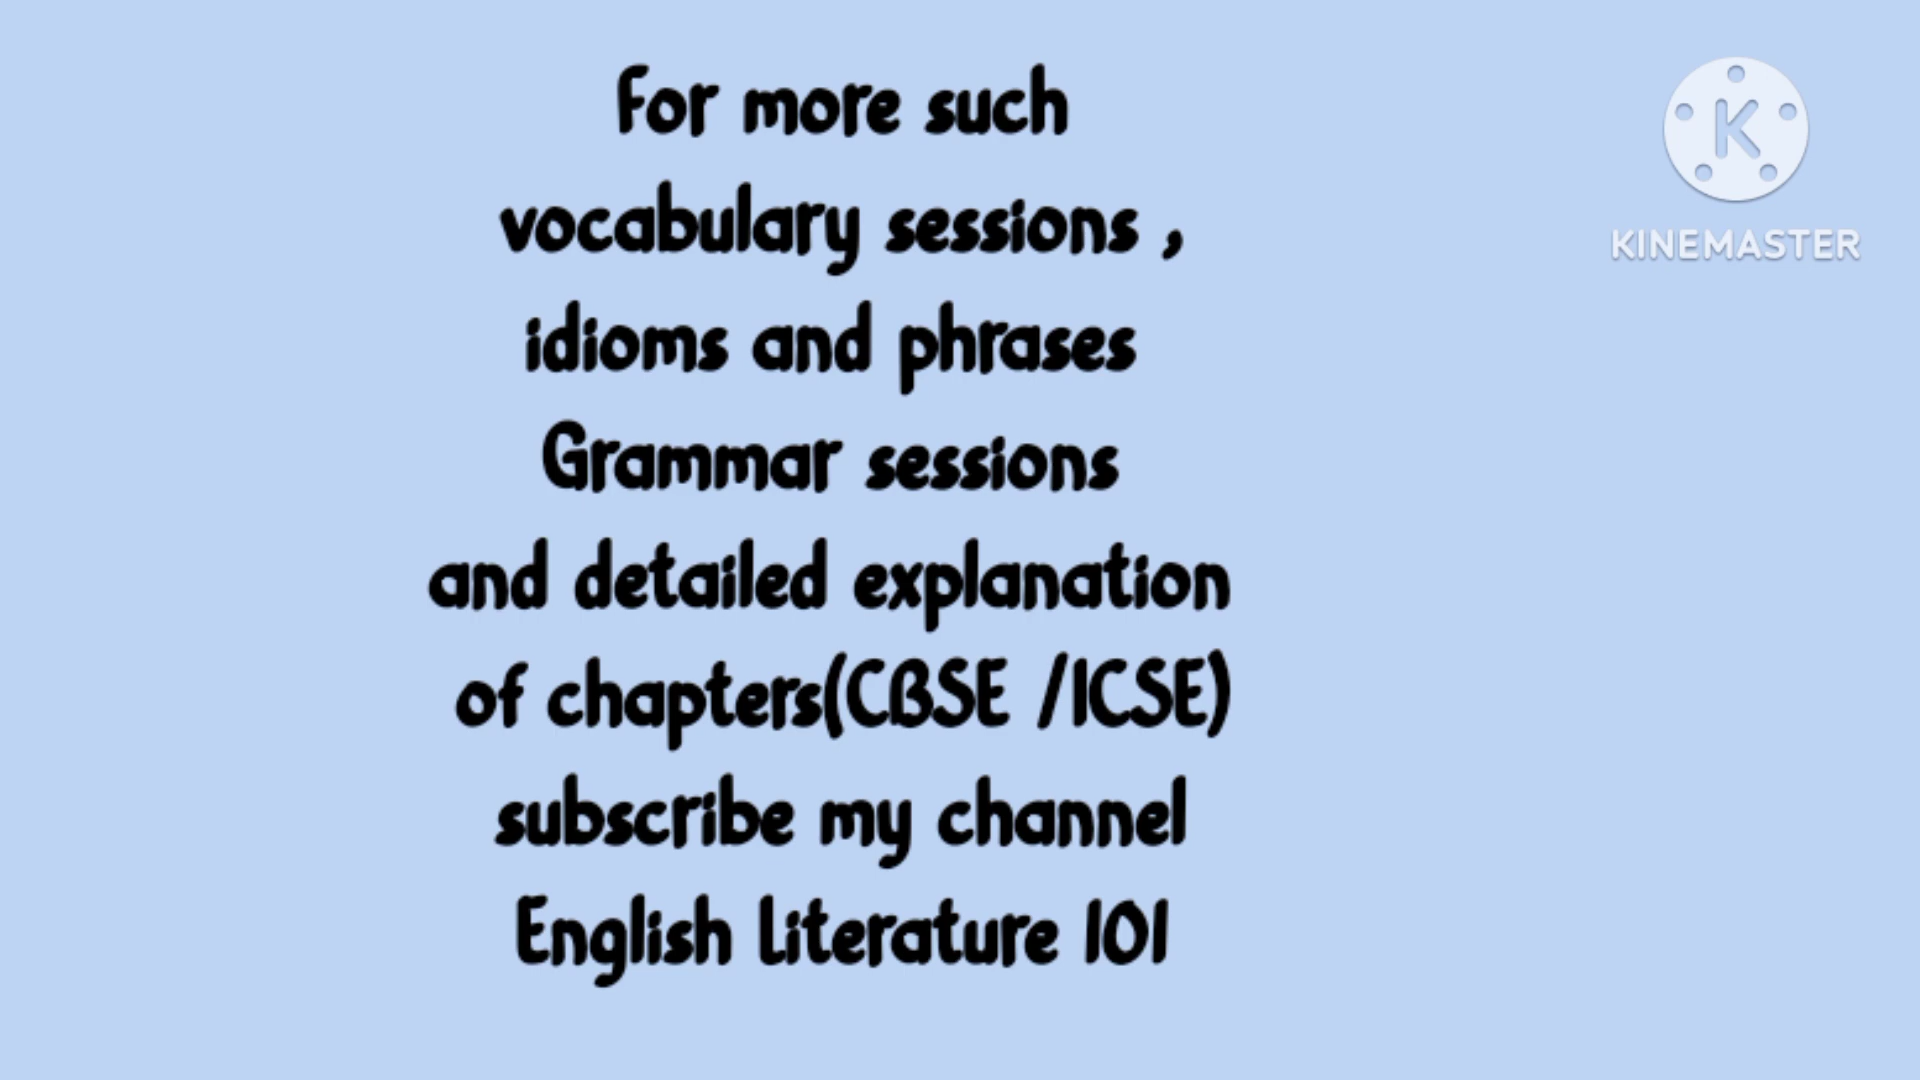 For more such
vocabulary sessions ,
idioms and phrases
Grammar sessions
and detailed explanation
of chapters(CBSE /ICSE)
subscribe my channel
English Literature 101
K
KINEMASTER